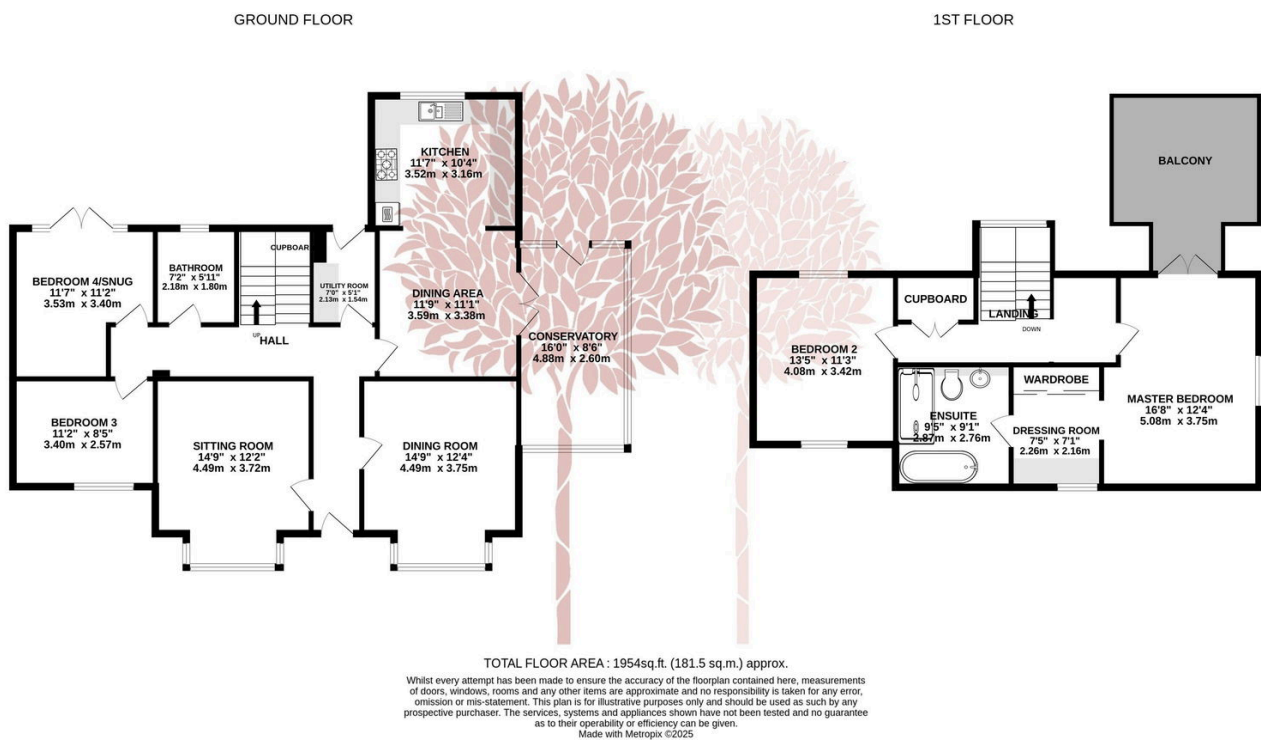 GROUND FLOOR
KITCHEN
11'7" x 10'4"
3.52m x 3.16m
CUPBOAR
BEDROOM 4/SNUG
11'7" x 11'2"
3.53m x 3.40m
BATHROOM
7'2" x 5'11"
2.18m x 1.80m
UTILITY ROOM
7'0" x 5'1"
2.13m x 1.54m
DINING AREA
11'9" x 11'1"
3.59m x 3.38m
UP
HALL
CONSERVATORY
16'0" x 8'6"
4.88m x 2.60m
BEDROOM 3
11'2" x 8'5"
3.40m x 2.57m
SITTING ROOM
14'9" x 12'2"
4.49m x 3.72m
DINING ROOM
14'9" x 12'4"
4.49m x 3.75m
1ST FLOOR
BALCONY
CUPBOARD
LANDING
DOWN
BEDROOM 2
13'5" x 11'3"
4.08m x 3.42m
WARDROBE
MASTER BEDROOM
16'8" x 12'4"
5.08m x 3.75m
ENSUITE
9'5" x 9'1"
2.87m x 2.76m
DRESSING ROOM
7'5" x 7'1"
2.26m x 2.16m
TOTAL FLOOR AREA : 1954sq.ft. (181.5 sq.m.) approx.
Whilst every attempt has been made to ensure the accuracy of the floorplan contained here, measurements
of doors, windows, rooms and any other items are approximate and no responsibility is taken for any error,
omission or mis-statement. This plan is for illustrative purposes only and should be used as such by any
prospective purchaser. The services, systems and appliances shown have not been tested and no guarantee
as to their operability or efficiency can be given.
Made with Metropix ©2025